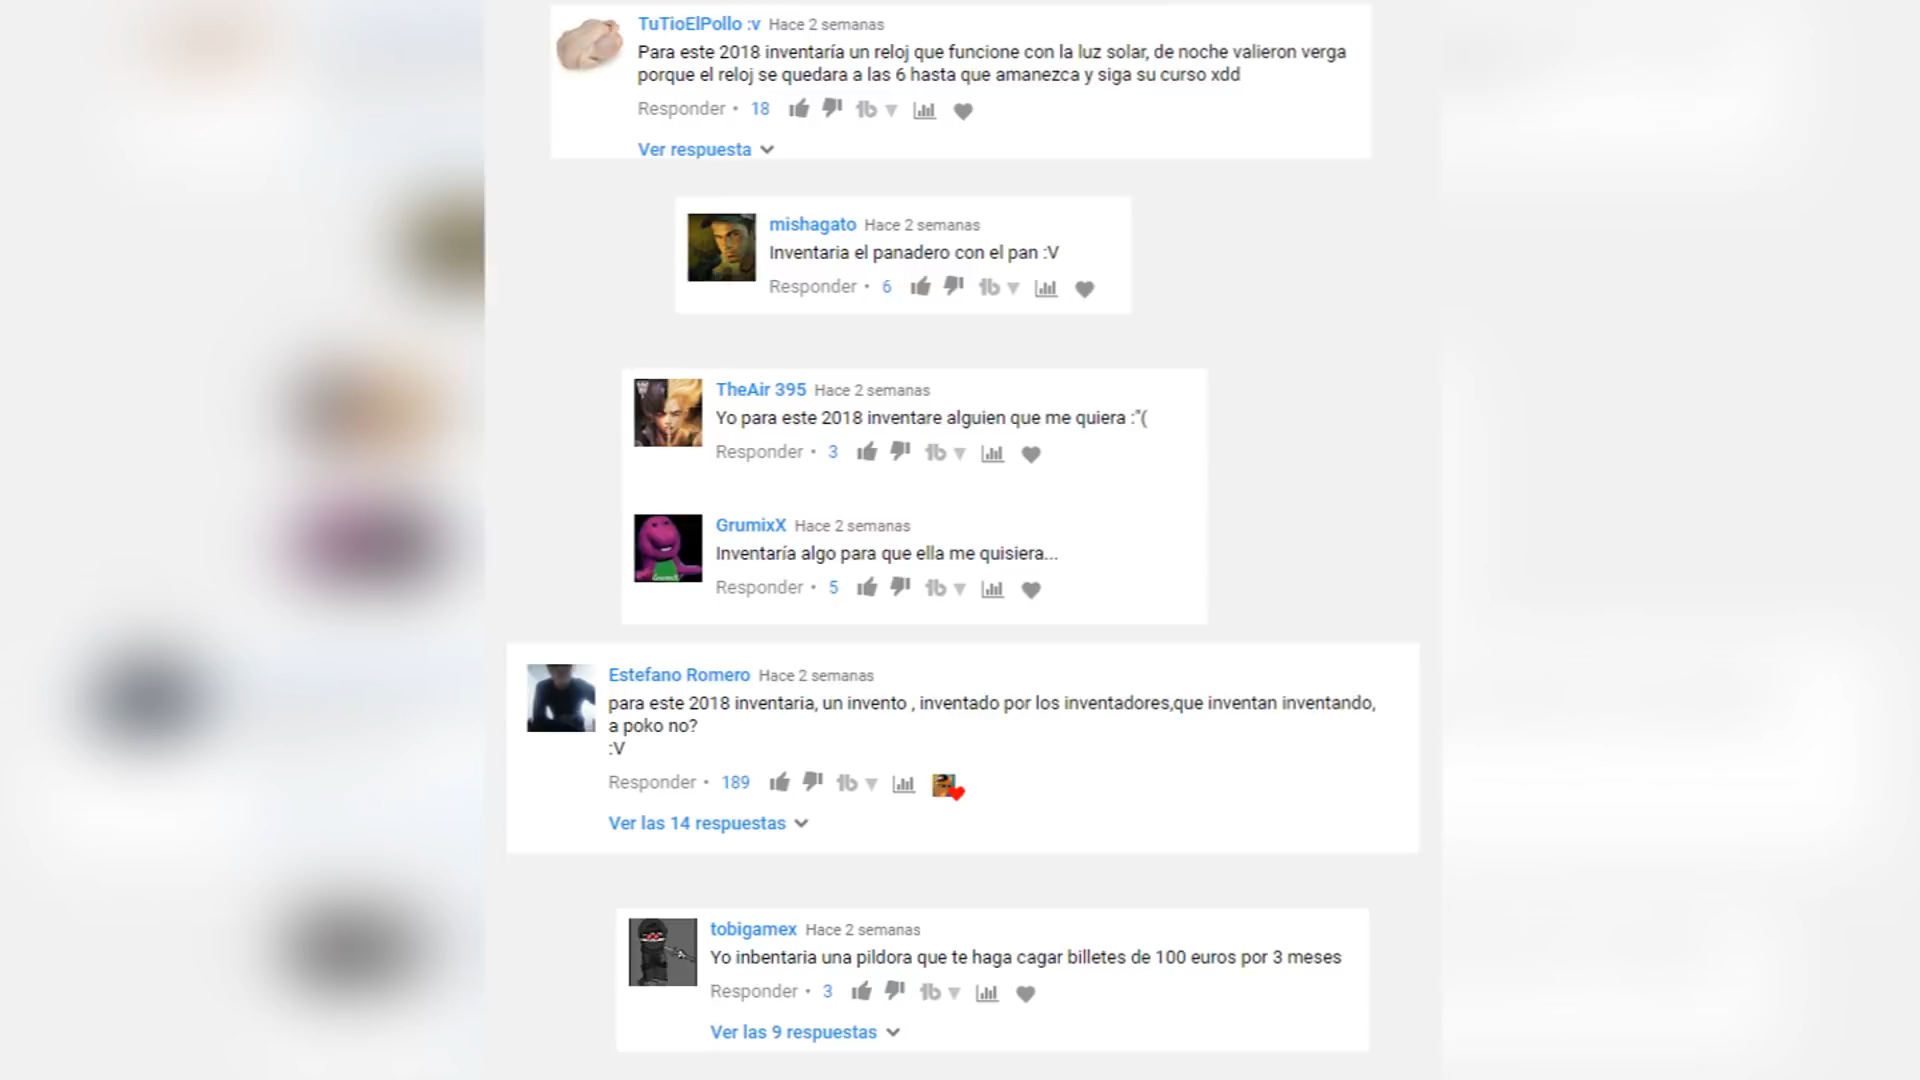 TuTioElPollo :v Hace 2 semanas
Para este 2018 inventaría un reloj que funcione con la luz solar, de noche valieron verga
porque el reloj se quedara a las 6 hasta que amanezca y siga su curso xdd
Responder • 18
Ver respuesta
mishagato Hace 2 semanas
Inventaria el panadero con el pan :V
Responder • 6
TheAir 395 Hace 2 semanas
Yo para este 2018 inventare alguien que me quiera :"(
Responder • 3
GrumixX Hace 2 semanas
Inventaría algo para que ella me quisiera...
Responder • 5
Estefano Romero Hace 2 semanas
para este 2018 inventaria, un invento , inventado por los inventadores,que inventan inventando,
a poko no?
:V
Responder • 189
Ver las 14 respuestas
tobigamex Hace 2 semanas
Yo inbentaria una pildora que te haga cagar billetes de 100 euros por 3 meses
Responder • 3
Ver las 9 respuestas